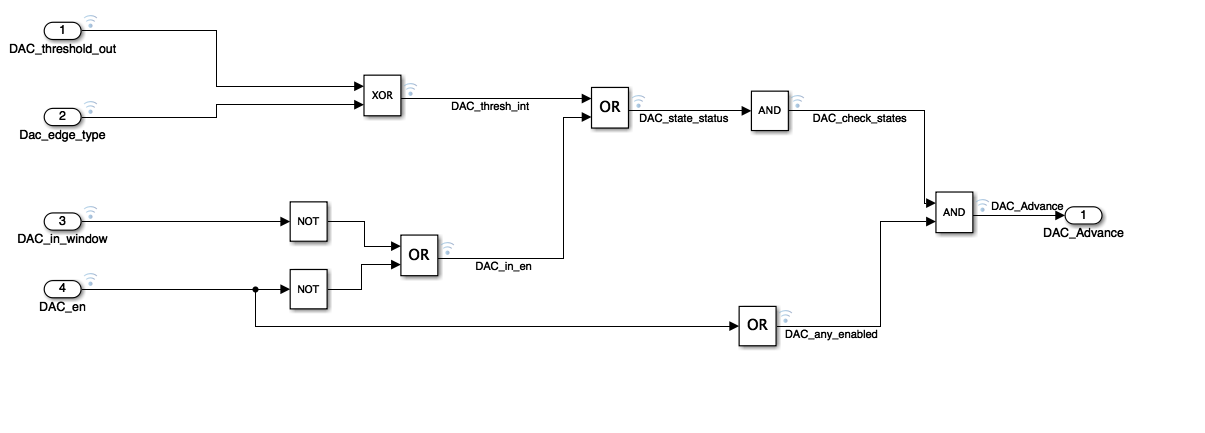 1
DAC_threshold_out
2
Dac_edge_type
XOR
DAC_thresh_int
OR
DAC_state_status
AND
DAC_check_states
3
DAC_in_window
NOT
OR
DAC_in_en
4
DAC_en
NOT
OR
DAC_any_enabled
AND
DAC_Advance
1
DAC_Advance